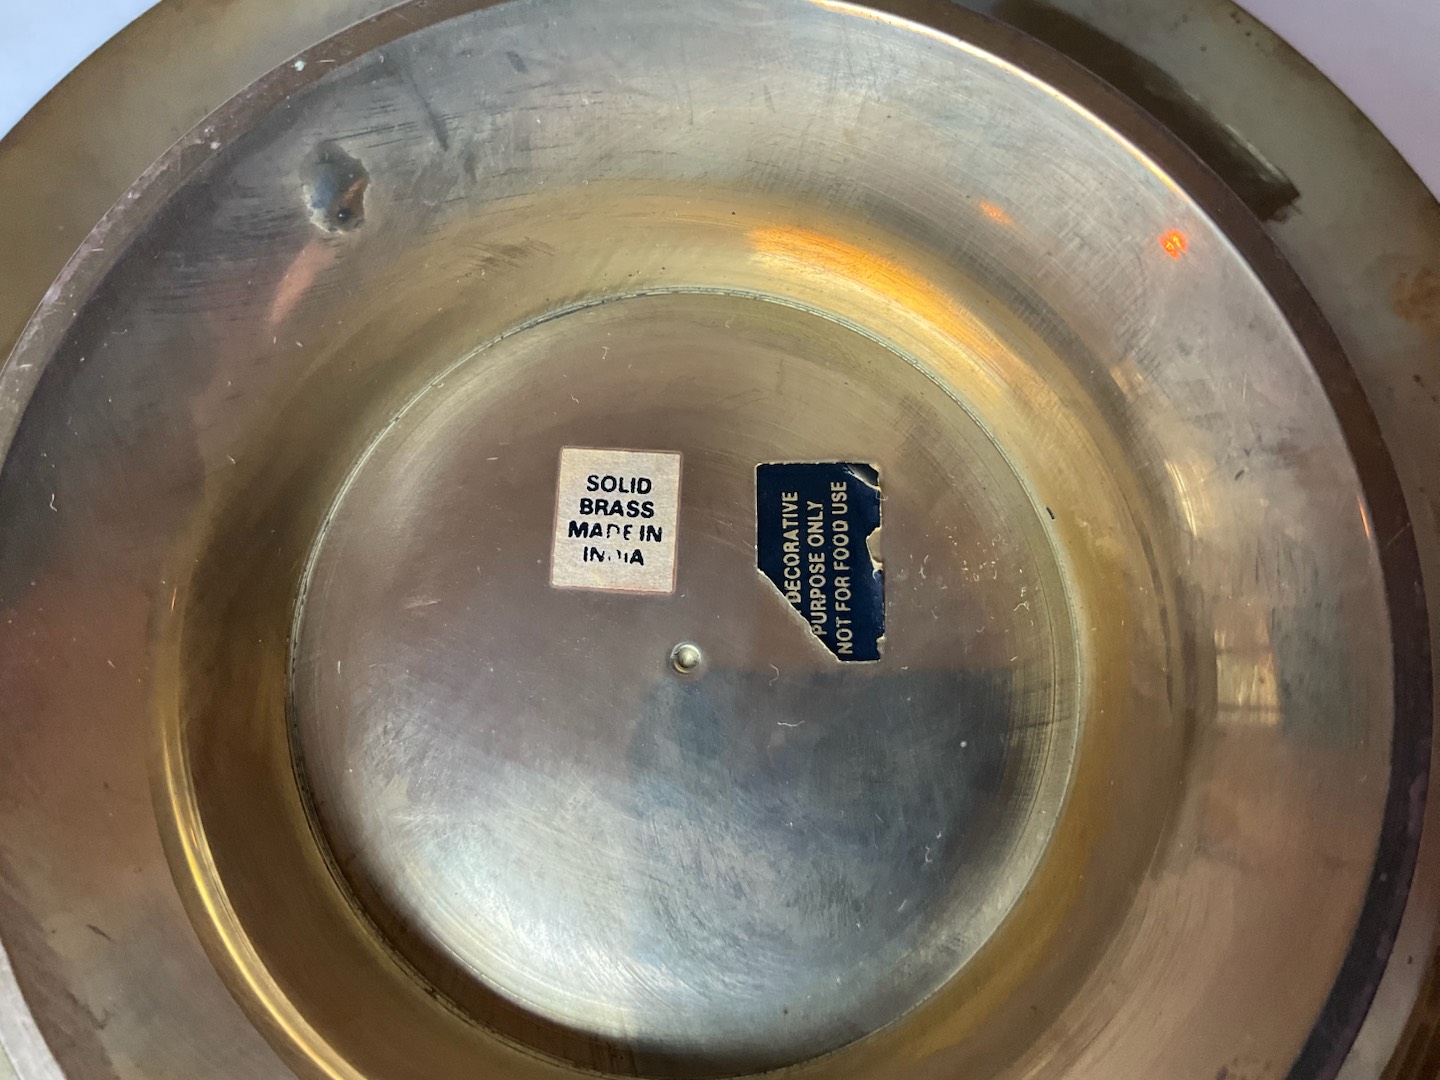 SOLID
BRASS
MADE IN
INDIA
DECORATIVE
PURPOSE ONLY
NOT FOR FOOD USE